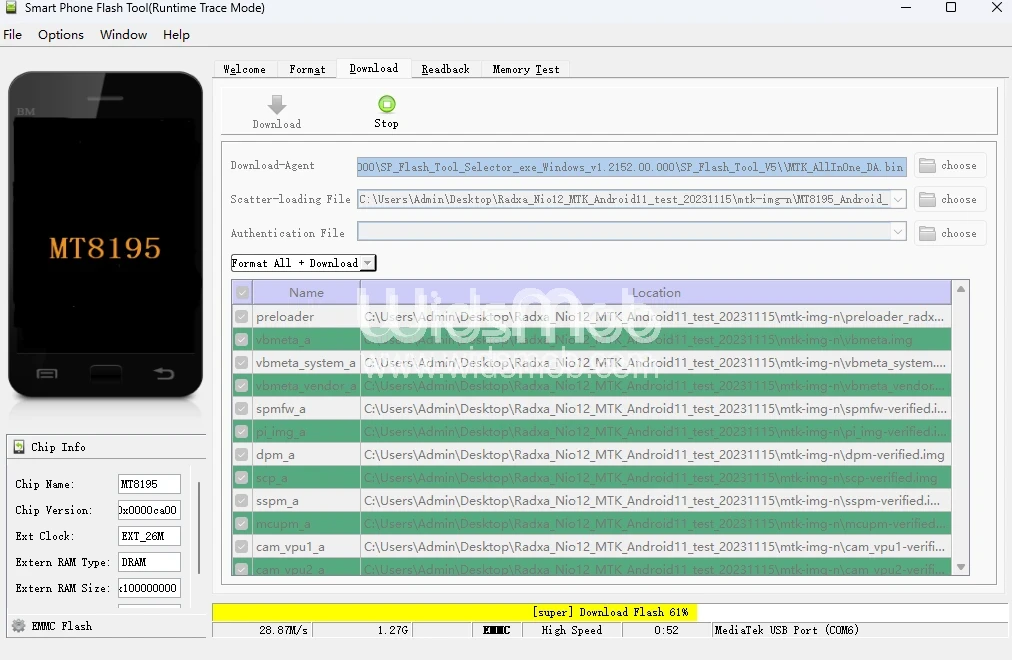 Smart Phone Flash Tool(Runtime Trace Mode)
File Options Window Help
BM
MT8195
Welcome Format Download Readback Memory Test
Download Stop
Download-Agent 000\SP_Flash_Tool_Selector_exe_Windows_v1.2152.00.000\SP_Flash_Tool_V5\\MTK_AllInOne_DA.bin choose
Scatter-loading File C:\Users\Admin\Desktop\Radxa_Nio12_MTK_Android11_test_20231115\mtk-img-n\MT8195_Android_ choose
Authentication File choose
Format All + Download
Name Location
WidsMob
www.widsmob.com
preloader C:\Users\Admin\Desktop\Radxa_Nio12_MTK_Android11_test_20231115\mtk-img-n\preloader_radx...
vbmeta_a C:\Users\Admin\Desktop\Radxa_Nio12_MTK_Android11_test_20231115\mtk-img-n\vbmeta.img
vbmeta_system_a C:\Users\Admin\Desktop\Radxa_Nio12_MTK_Android11_test_20231115\mtk-img-n\vbmeta_system....
vbmeta_vendor_a C:\Users\Admin\Desktop\Radxa_Nio12_MTK_Android11_test_20231115\mtk-img-n\vbmeta_vendor....
spmfw_a C:\Users\Admin\Desktop\Radxa_Nio12_MTK_Android11_test_20231115\mtk-img-n\spmfw-verified.i...
pi_img_a C:\Users\Admin\Desktop\Radxa_Nio12_MTK_Android11_test_20231115\mtk-img-n\pi_img-verified.i...
dpm_a C:\Users\Admin\Desktop\Radxa_Nio12_MTK_Android11_test_20231115\mtk-img-n\dpm-verified.img
scp_a C:\Users\Admin\Desktop\Radxa_Nio12_MTK_Android11_test_20231115\mtk-img-n\scp-verified.img
sspm_a C:\Users\Admin\Desktop\Radxa_Nio12_MTK_Android11_test_20231115\mtk-img-n\sspm-verified.i...
mcupm_a C:\Users\Admin\Desktop\Radxa_Nio12_MTK_Android11_test_20231115\mtk-img-n\mcupm-verified...
cam_vpu1_a C:\Users\Admin\Desktop\Radxa_Nio12_MTK_Android11_test_20231115\mtk-img-n\cam_vpu1-verifi...
cam_vpu2_a C:\Users\Admin\Desktop\Radxa_Nio12_MTK_Android11_test_20231115\mtk-img-n\cam_vpu2-verifi...
Chip Info
Chip Name: MT8195
Chip Version: 0x0000ca00
Ext Clock: EXT_26M
Extern RAM Type: DRAM
Extern RAM Size: x100000000
EMMC Flash
[super] Download Flash 61%
28.87M/s 1.27G EMMC High Speed 0:52 MediaTek USB Port (COM6)